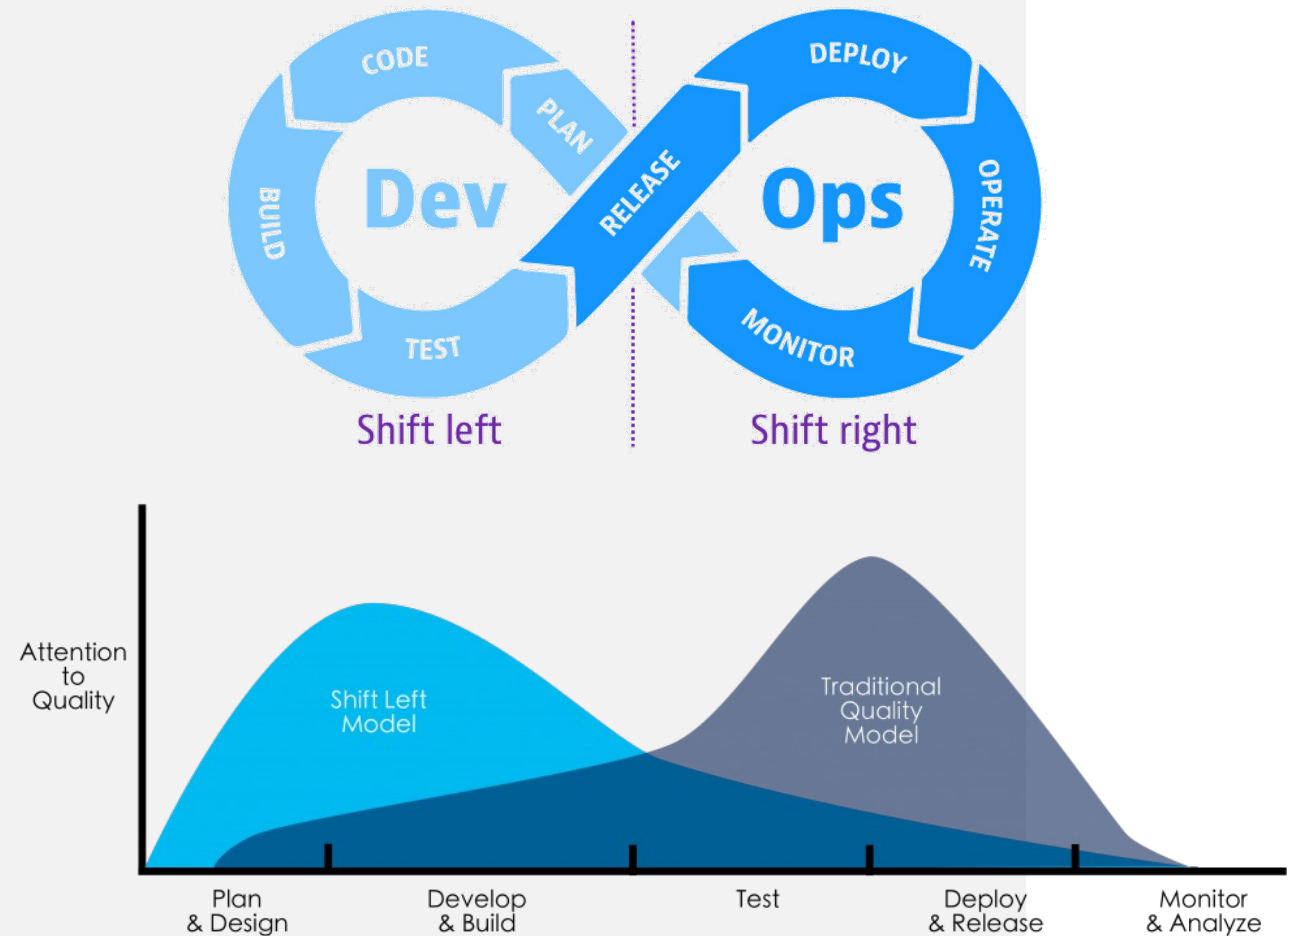 CODE
PLAN
BUILD
TEST
Dev
RELEASE
DEPLOY
OPERATE
MONITOR
Ops
Shift left
Shift right
Attention
to
Quality
Shift Left
Model
Traditional
Quality
Model
Plan
& Design
Develop
& Build
Test
Deploy
& Release
Monitor
& Analyze